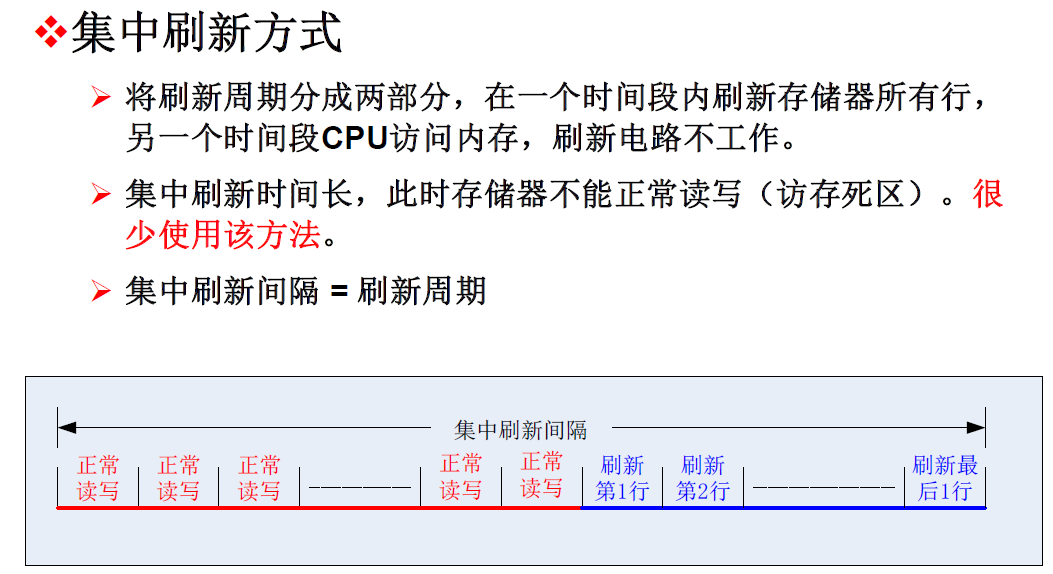 集中刷新方式
将刷新周期分成两部分，在一个时间段内刷新存储器所有行，
另一个时间段CPU访问内存，刷新电路不工作。
集中刷新时间长，此时存储器不能正常读写（访存死区）。很
少使用该方法。
集中刷新间隔 = 刷新周期
集中刷新间隔
正常 正常 正常 正常 正常 刷新 刷新 刷新最
读写 读写 读写 读写 读写 第1行 第2行 后1行